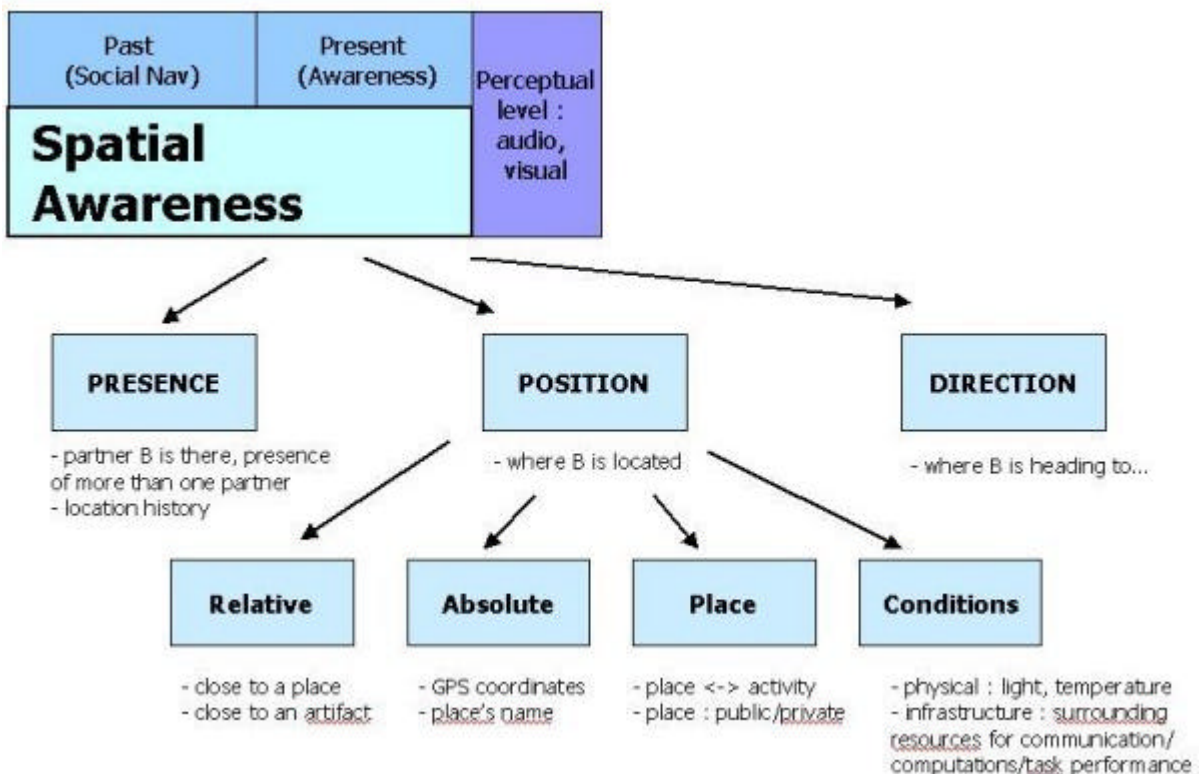 Past
(Social Nav)
Present
(Awareness)
Perceptual
level :
audio,
visual
Spatial
Awareness
PRESENCE
- partner B is there, presence
of more than one partner
- location history
POSITION
- where B is located
DIRECTION
- where B is heading to...
Relative
- close to a place
- close to an artifact
Absolute
- GPS coordinates
- place's name
Place
- place <-> activity
- place : public/private
Conditions
- physical : light, temperature
- infrastructure : surrounding
resources for communication/
computations/task performance